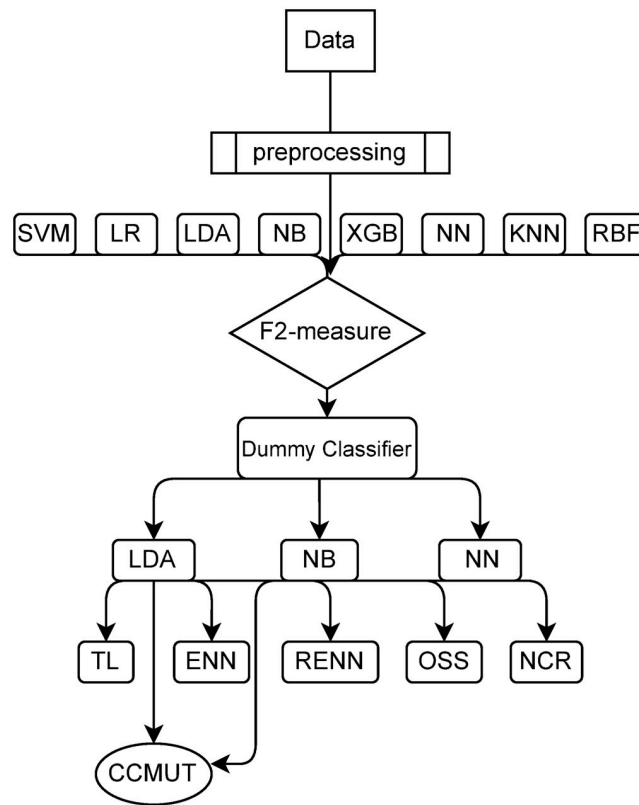 Data
preprocessing
SVM LR LDA NB XGB NN KNN RBF
F2-measure
Dummy Classifier
LDA NB NN
TL ENN RENN OSS NCR
CCMUT